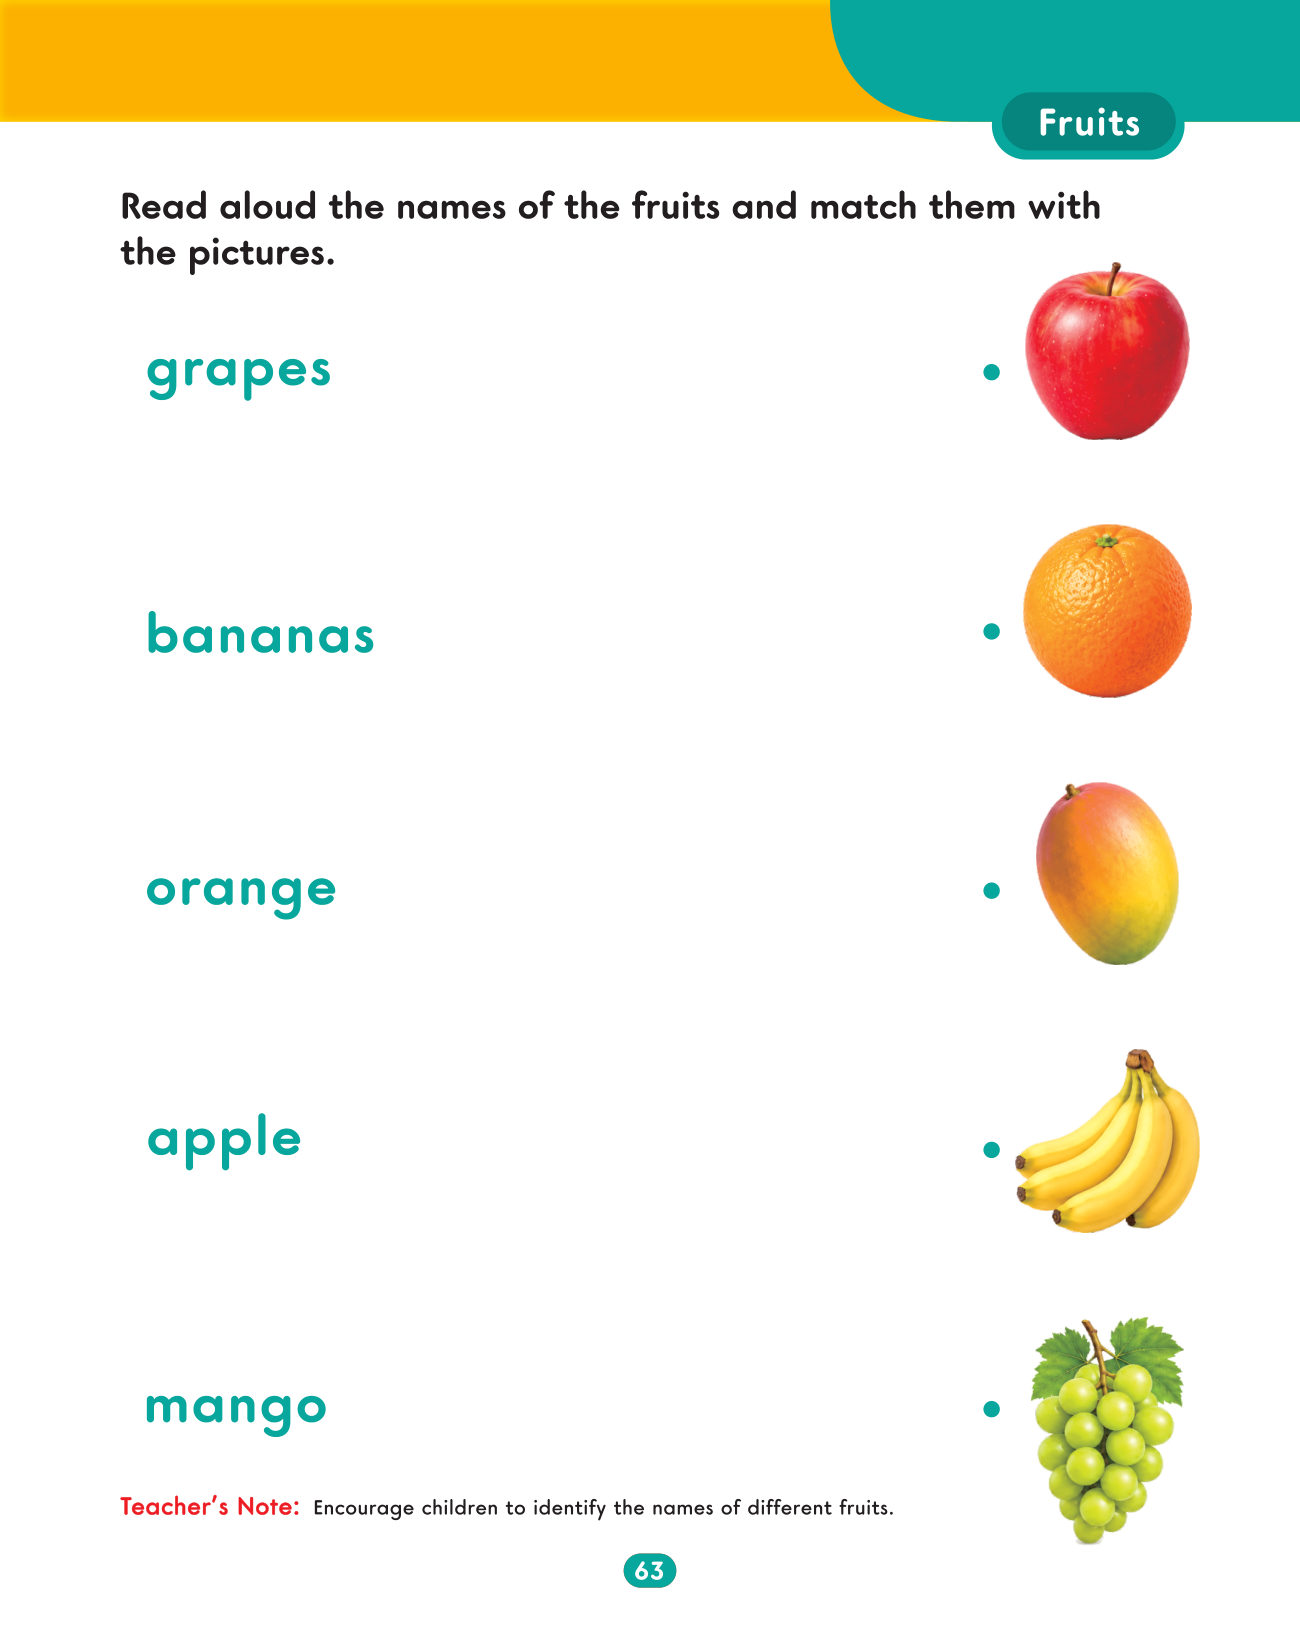 Fruits
Read aloud the names of the fruits and match them with
the pictures.
grapes
bananas
orange
apple
mango
Teacher’s Note: Encourage children to identify the names of different fruits.
63